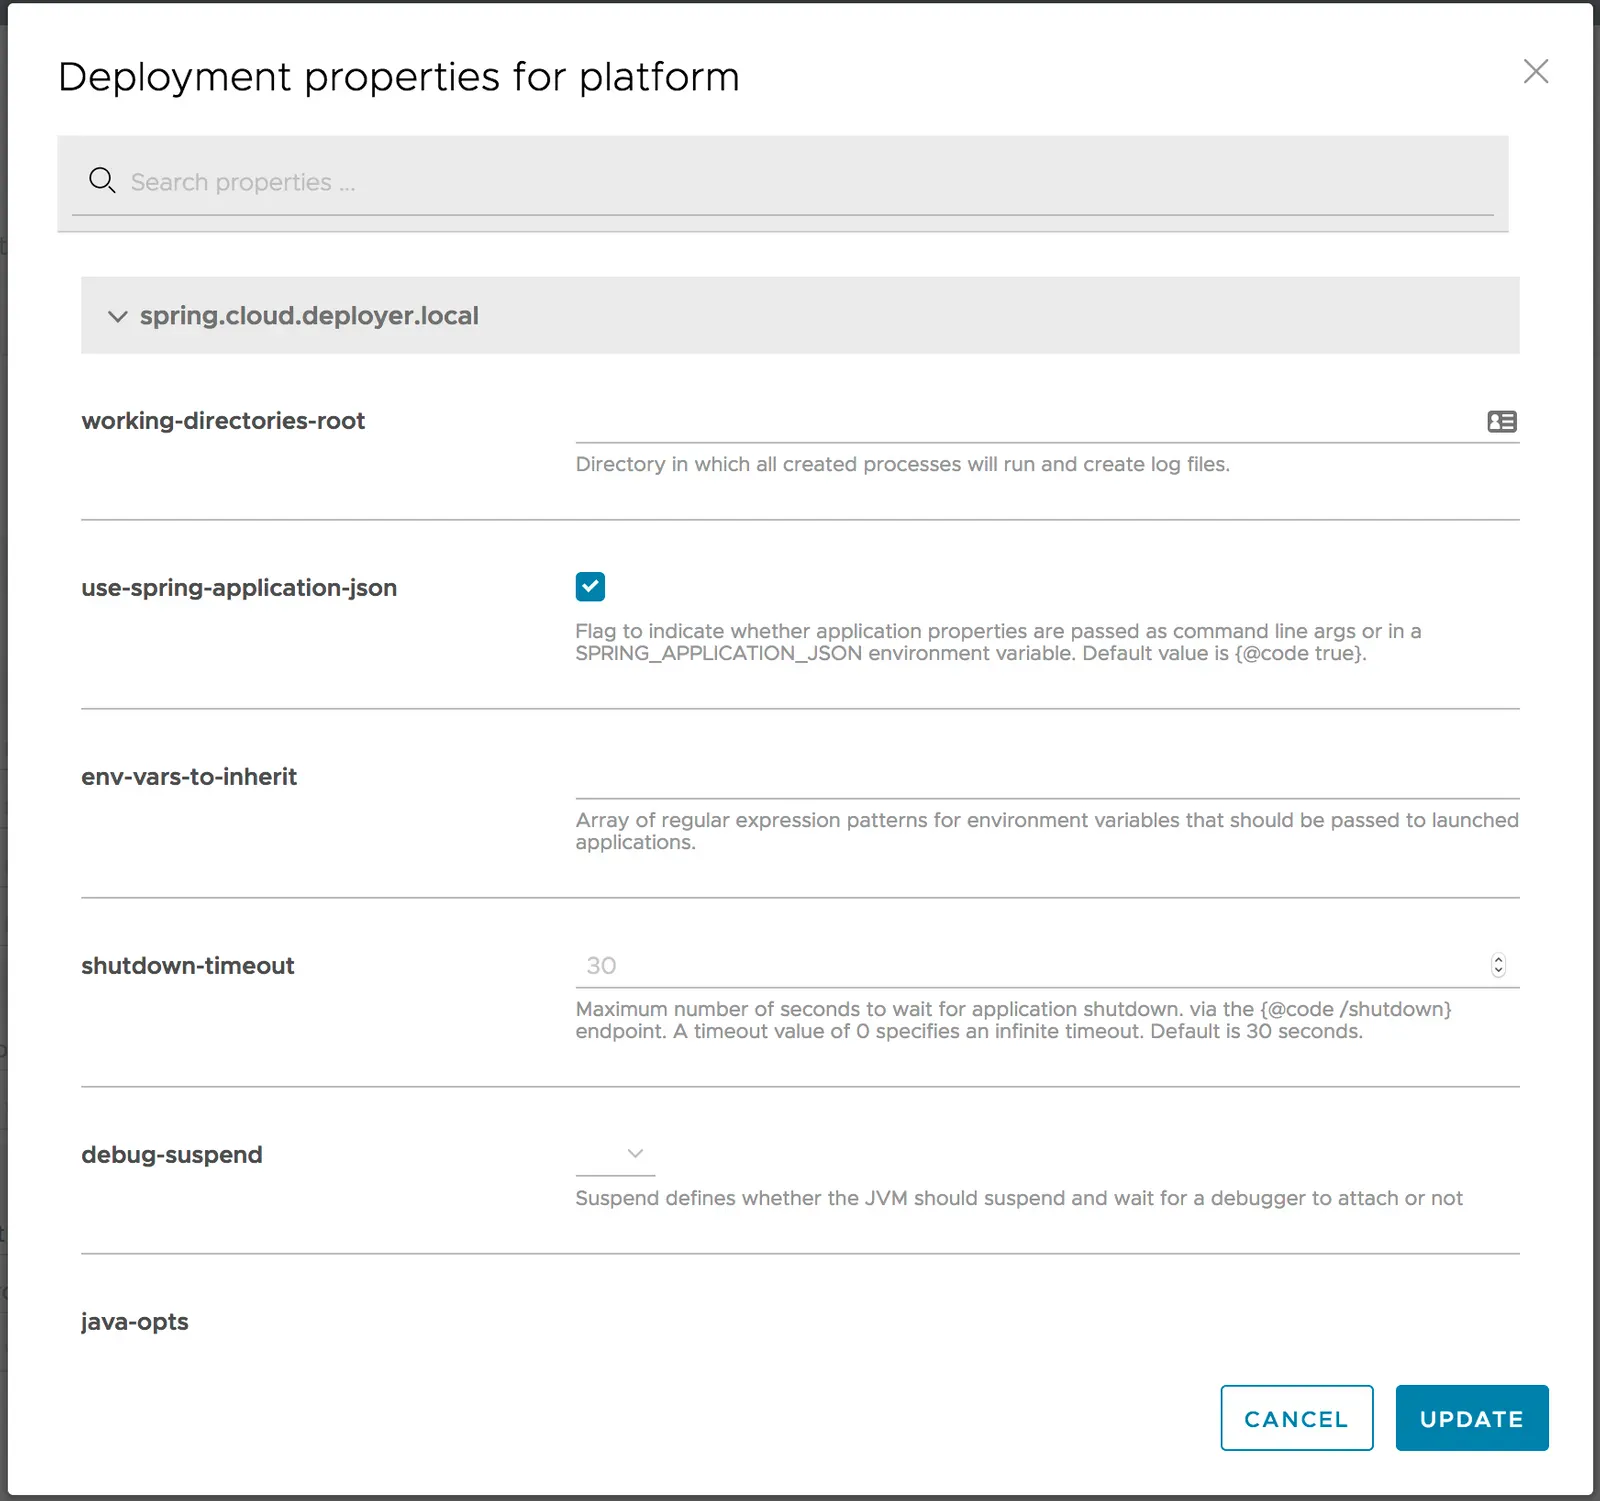 Deployment properties for platform
Search properties ...
spring.cloud.deployer.local
working-directories-root
Directory in which all created processes will run and create log files.
use-spring-application-json
Flag to indicate whether application properties are passed as command line args or in a
SPRING_APPLICATION_JSON environment variable. Default value is {@code true}.
env-vars-to-inherit
Array of regular expression patterns for environment variables that should be passed to launched
applications.
shutdown-timeout
30
Maximum number of seconds to wait for application shutdown. via the {@code /shutdown}
endpoint. A timeout value of 0 specifies an infinite timeout. Default is 30 seconds.
debug-suspend
Suspend defines whether the JVM should suspend and wait for a debugger to attach or not
java-opts
CANCEL
UPDATE